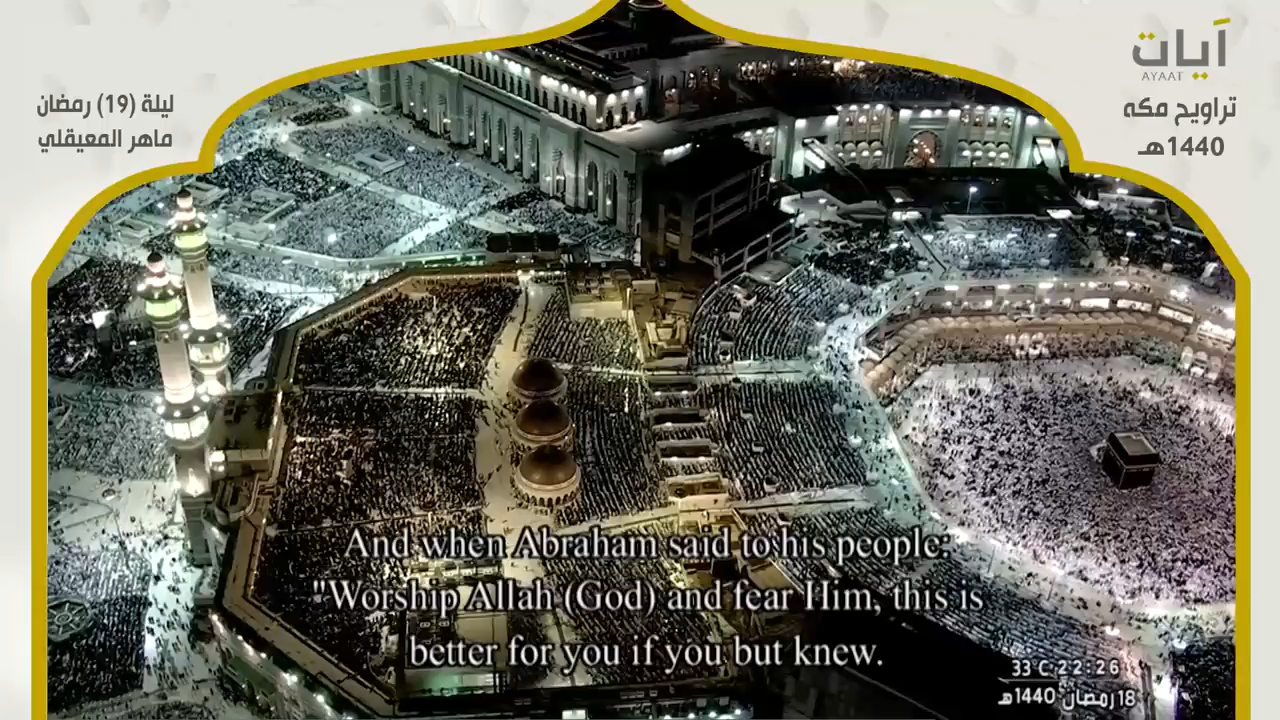 آيات
AYAAT
تراويح مكه
1440هـ
ليلة (19) رمضان
ماهر المعيقلي
And when Abraham said to his people:
"Worship Allah (God) and fear Him, this is
better for you if you but knew.
33 C 22:26
18 رمضان 1440هـ